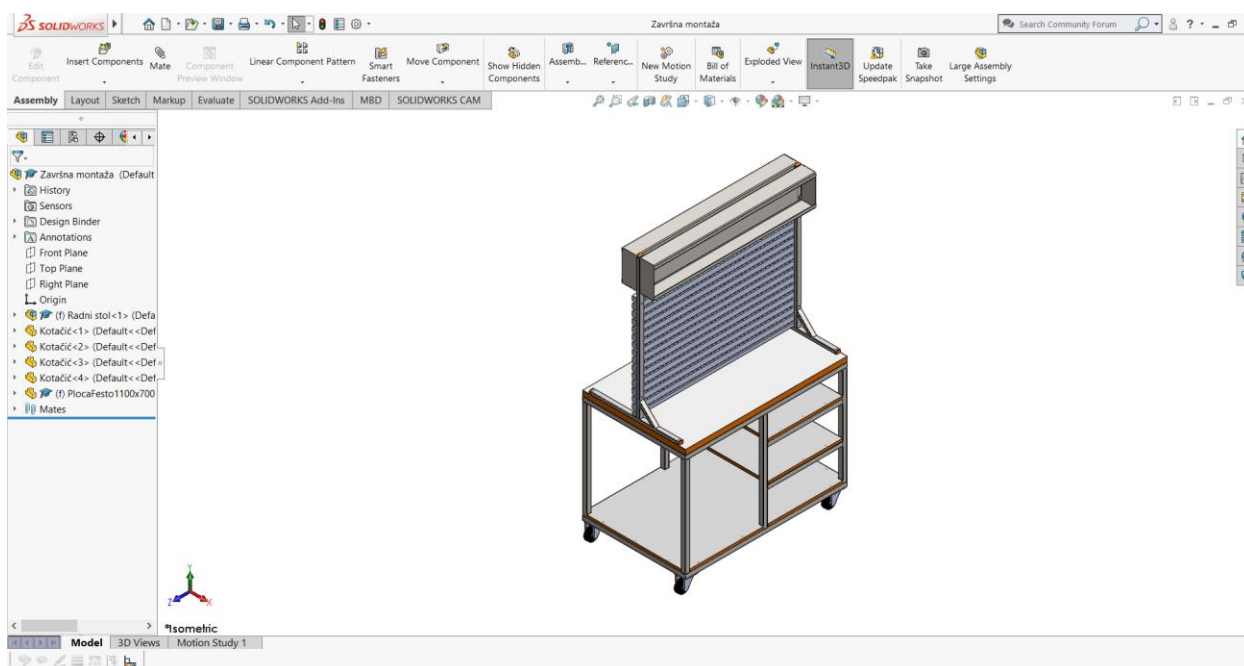 SOLIDWORKS
Završna montaža
Search Community Forum
?
Edit Component
Insert Components
Mate
Component Preview Window
Linear Component Pattern
Smart Fasteners
Move Component
Show Hidden Components
Assemb...
Referenc...
New Motion Study
Bill of Materials
Exploded View
Instant3D
Update Speedpak
Take Snapshot
Large Assembly Settings
Assembly Layout Sketch Markup Evaluate SOLIDWORKS Add-Ins MBD SOLIDWORKS CAM
Završna montaža (Default
History
Sensors
Design Binder
Annotations
Front Plane
Top Plane
Right Plane
Origin
(f) Radni stol<1> (Defa
Kotačić<1> (Default<<Def
Kotačić<2> (Default<<Def
Kotačić<3> (Default<<Def
Kotačić<4> (Default<<Def
(f) PlocaFesto1100x700
Mates
Y
Z X
*Isometric
Model 3D Views Motion Study 1